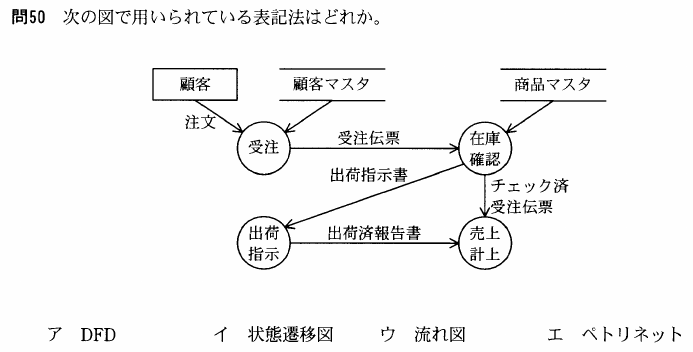 問50 次の図で用いられている表記法はどれか。
顧客 顧客マスタ 商品マスタ
注文
受注 受注伝票 在庫
確認
出荷指示書
チェック済
受注伝票
出荷
指示 出荷済報告書 売上
計上
ア DFD イ 状態遷移図 ウ 流れ図 エ ペトリネット